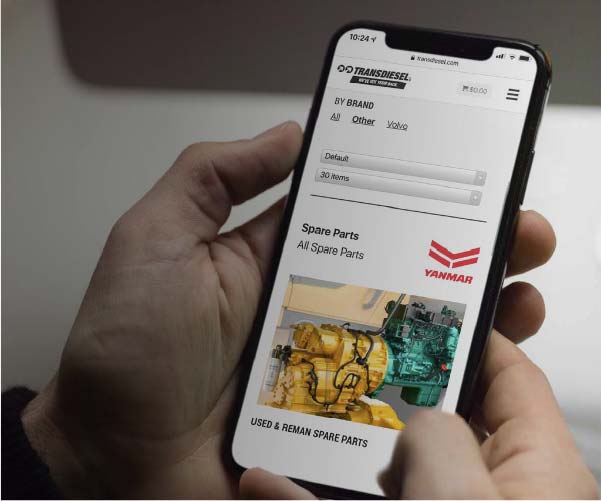 10:24
transdiesel.com
TRANSDIESEL
WE'VE GOT YOUR BACK
$0.00
BY BRAND
All Other Volvo
Default
30 items
Spare Parts
All Spare Parts
YANMAR
USED & REMAN SPARE PARTS